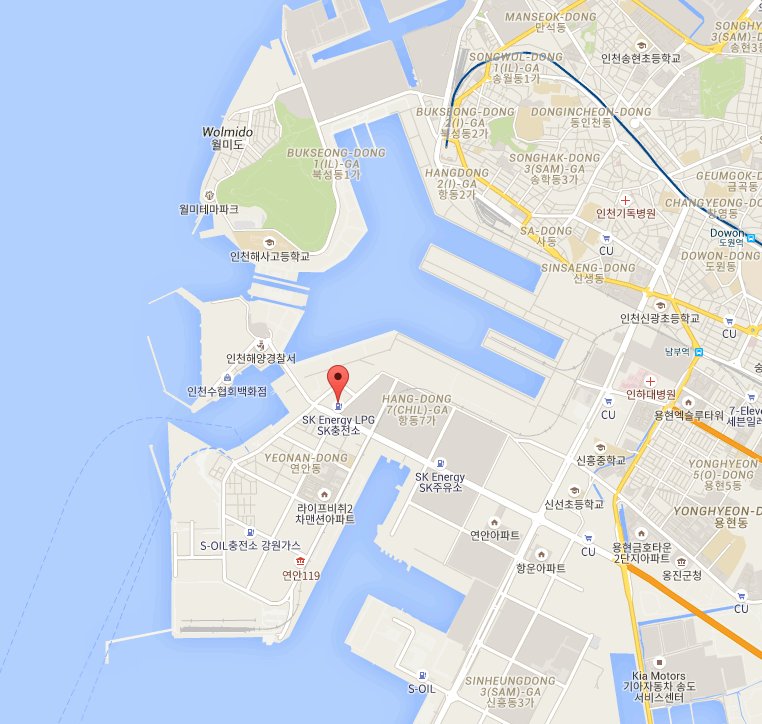 MANSEOK-DONG
만석동
SONGHYEO
3(SAM)-DO
송현3동
SONGWOL-DONG
1(IL)-GA
송월동1가
인천송현초등학교
Wolmido
월미도
BUKSEONG-DONG
2(I)-GA
북성동2가
DONGINCHEON-DONG
동인천동
BUKSEONG-DONG
1(IL)-GA
북성동1가
SONGHAK-DONG
3(SAM)-GA
송학동3가
HANGDONG
2(I)-GA
항동2가
GEUMGOK-DONG
금곡동
월미테마파크
인천기독병원
CHANGYEONG-DONG
창영동
SA-DONG
사동
CU
Dowon
도원역
인천해사고등학교
DOWON-DONG
도원동
SINSAENG-DONG
신생동
인천신광초등학교
CU
인천해양경찰서
남부역
인천수협회백화점
인하대병원
SK Energy LPG
SK충전소
HANG-DONG
7(CHIL)-GA
항동7가
CU
용현엑슬루타워
7-Eleve
세븐일레
YEONAN-DONG
연안동
신흥중학교
SK Energy
SK주유소
YONGHYEON
5(O)-DONG
용현5동
라이프비취2
차맨션아파트
신선초등학교
YONGHYEON-DONG
용현동
연안아파트
CU
S-OIL충전소 강원가스
용현금호타운
2단지아파트
연안119
항운아파트
옹진군청
CU
Kia Motors
기아자동차 송도
서비스센터
S-OIL
SINHEUNGDONG
3(SAM)-GA
신흥동3가